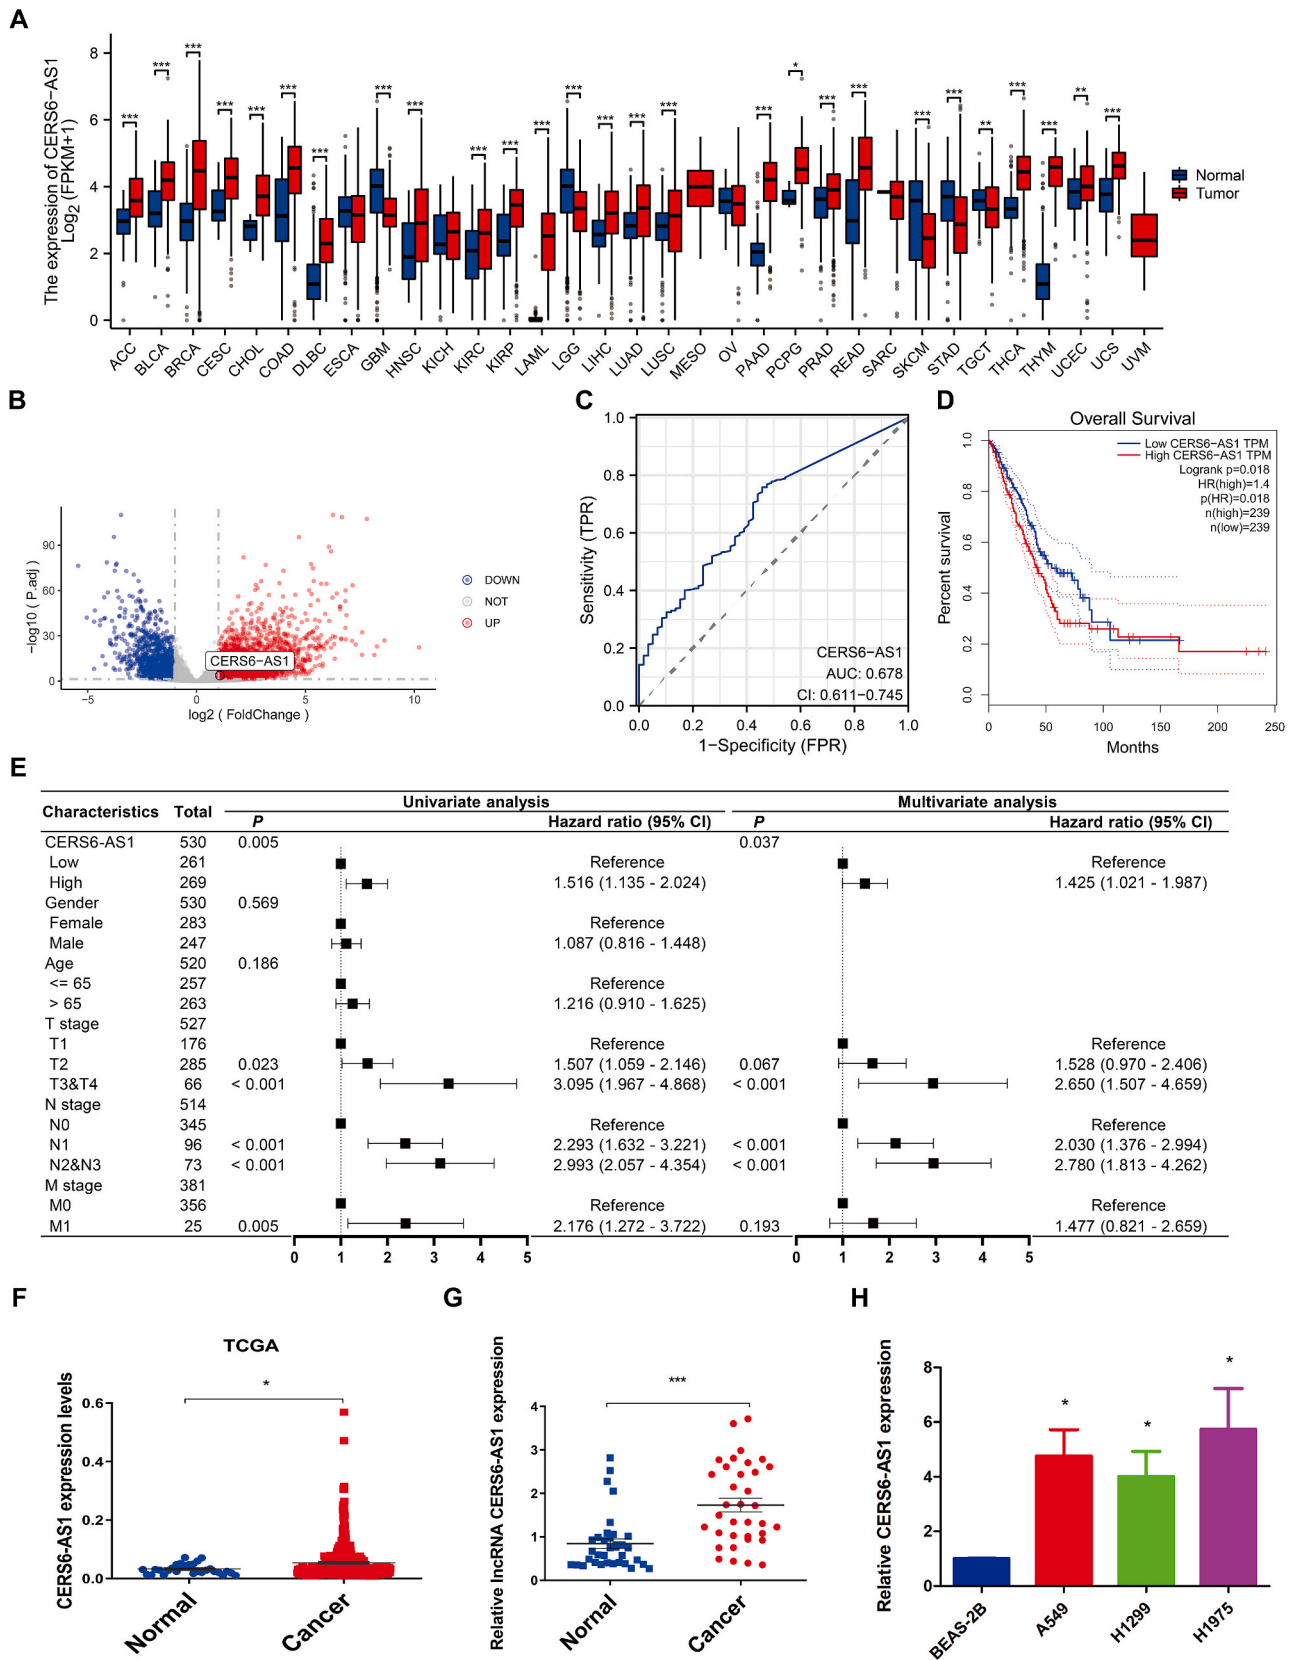 A
The expression of CERS6−AS1
Log2 (FPKM+1)
8
6
4
2
0
*** *** *** *** *** *** *** *** *** *** *** *** *** *** *** *** *** * *** *** *** *** ** *** *** ** ***
Normal
Tumor
ACC BLCA BRCA CESC CHOL COAD DLBC ESCA GBM HNSC KICH KIRC KIRP LAML LGG LIHC LUAD LUSC MESO OV PAAD PCPG PRAD READ SARC SKCM STAD TGCT THCA THYM UCEC UCS UVM
B
−log10 ( P.adj )
90
60
30
0
−5 0 5 10
log2 ( FoldChange )
CERS6−AS1
DOWN
NOT
UP
C
Sensitivity (TPR)
1.0
0.8
0.6
0.4
0.2
0.0
0.0 0.2 0.4 0.6 0.8 1.0
1−Specificity (FPR)
CERS6−AS1
AUC: 0.678
CI: 0.611−0.745
D
Overall Survival
Low CERS6−AS1 TPM
High CERS6−AS1 TPM
Logrank p=0.018
HR(high)=1.4
p(HR)=0.018
n(high)=239
n(low)=239
Percent survival
1.0
0.8
0.6
0.4
0.2
0.0
0 50 100 150 200 250
Months
E
Univariate analysis Multivariate analysis
Characteristics Total P Hazard ratio (95% CI) P Hazard ratio (95% CI)
CERS6-AS1 530 0.005 0.037
Low 261 Reference Reference
High 269 1.516 (1.135 - 2.024) 1.425 (1.021 - 1.987)
Gender 530 0.569
Female 283 Reference
Male 247 1.087 (0.816 - 1.448)
Age 520 0.186
<= 65 257 Reference
> 65 263 1.216 (0.910 - 1.625)
T stage 527
T1 176 Reference Reference
T2 285 0.023 1.507 (1.059 - 2.146) 0.067 1.528 (0.970 - 2.406)
T3&T4 66 < 0.001 3.095 (1.967 - 4.868) < 0.001 2.650 (1.507 - 4.659)
N stage 514
N0 345 Reference Reference
N1 96 < 0.001 2.293 (1.632 - 3.221) < 0.001 2.030 (1.376 - 2.994)
N2&N3 73 < 0.001 2.993 (2.057 - 4.354) < 0.001 2.780 (1.813 - 4.262)
M stage 381
M0 356 Reference Reference
M1 25 0.005 2.176 (1.272 - 3.722) 0.193 1.477 (0.821 - 2.659)
0 1 2 3 4 5 0 1 2 3 4 5
F
TCGA
*
CERS6-AS1 expression levels
0.6
0.4
0.2
0.0
Normal Cancer
G
***
Relative lncRNA CERS6-AS1 expression
4
3
2
1
0
Nornal Cancer
H
Relative CERS6-AS1 expression
8
6
4
2
0
* * *
BEAS-2B A549 H1299 H1975